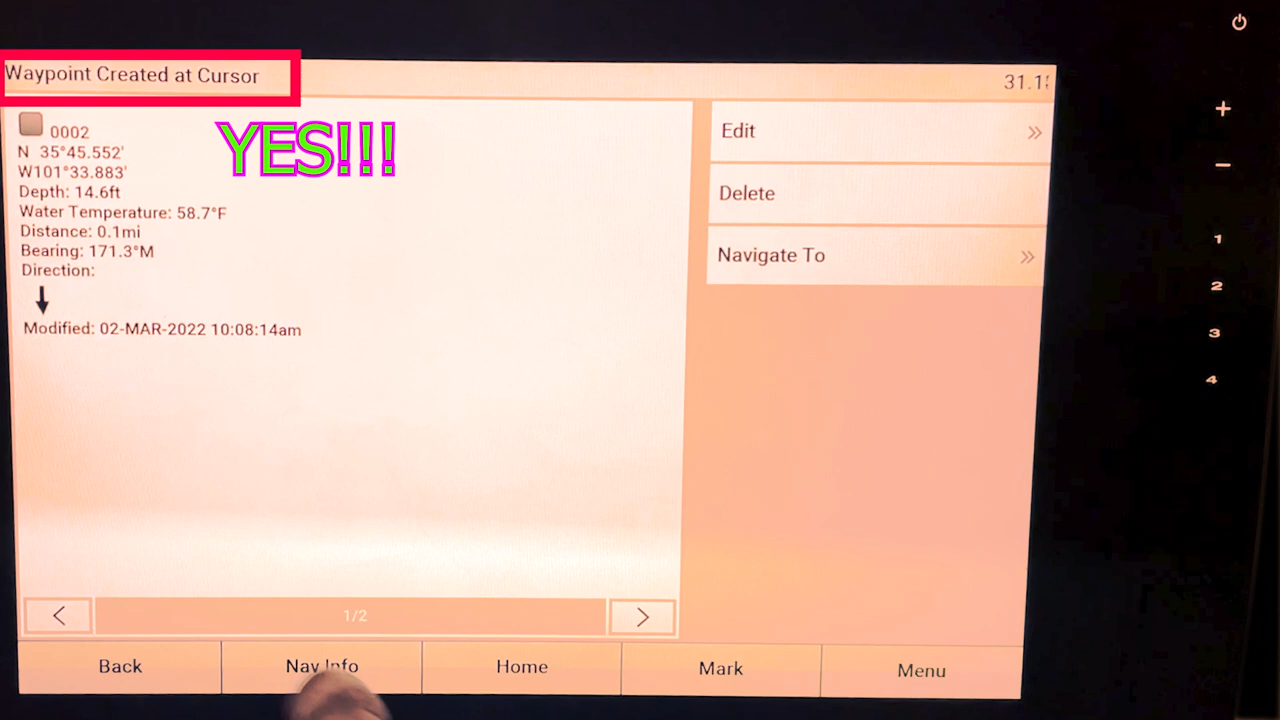 Waypoint Created at Cursor
YES!!!
0002
N 35°45.552'
W101°33.883'
Depth: 14.6ft
Water Temperature: 58.7°F
Distance: 0.1mi
Bearing: 171.3°M
Direction:
Modified: 02-MAR-2022 10:08:14am
1/2
31.1
Edit
Delete
Navigate To
Back
Nav Info
Home
Mark
Menu
1
2
3
4